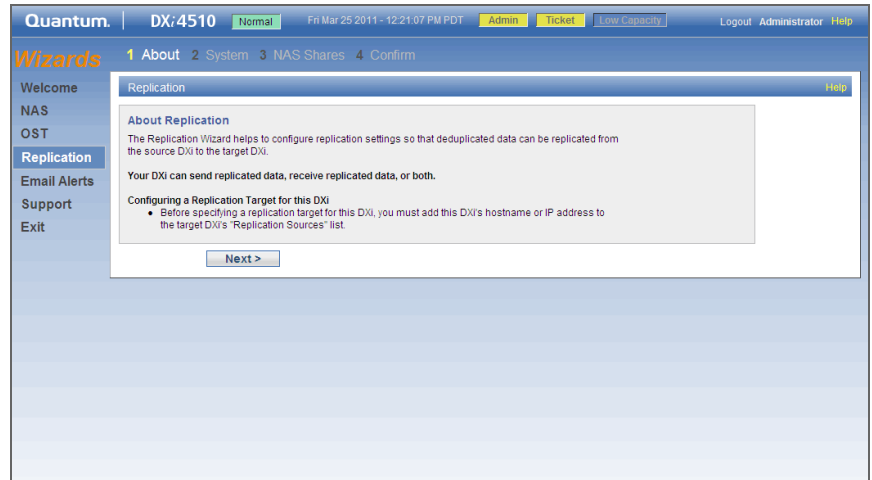 Quantum. DXi4510 Normal Fri Mar 25 2011 - 12:21:07 PM PDT Admin Ticket Low Capacity Logout Administrator Help
Wizards 1 About 2 System 3 NAS Shares 4 Confirm
Welcome
NAS
OST
Replication
Email Alerts
Support
Exit
Replication Help
About Replication
The Replication Wizard helps to configure replication settings so that deduplicated data can be replicated from
the source DXi to the target DXi.
Your DXi can send replicated data, receive replicated data, or both.
Configuring a Replication Target for this DXi
• Before specifying a replication target for this DXi, you must add this DXi's hostname or IP address to
the target DXi's "Replication Sources" list.
Next >